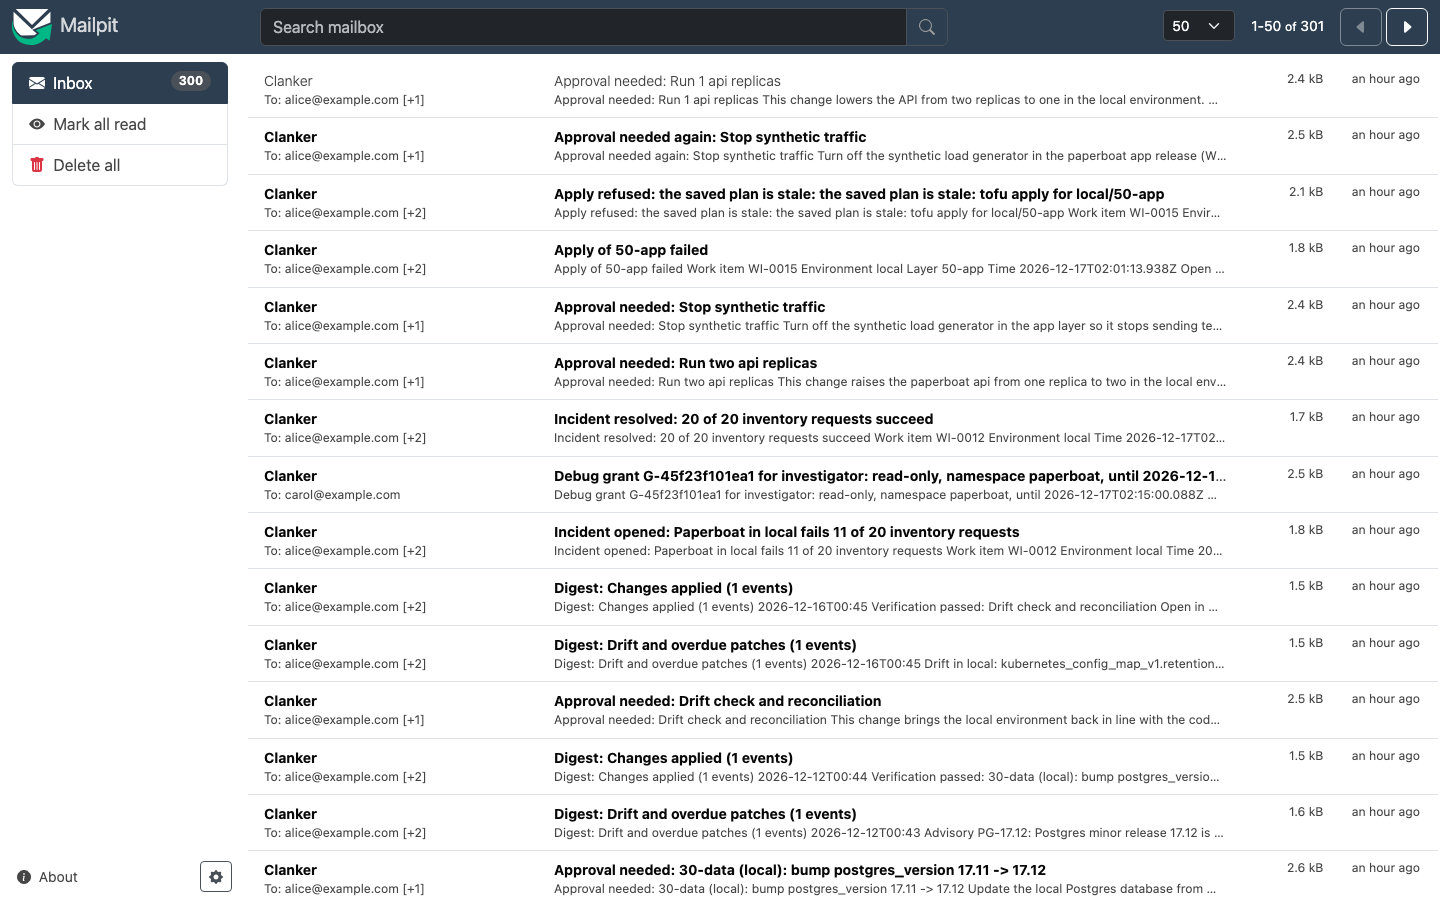 Mailpit
Search mailbox
50
1-50 of 301
Inbox 300
Mark all read
Delete all
Clanker
To: alice@example.com [+1]
Approval needed: Run 1 api replicas
Approval needed: Run 1 api replicas This change lowers the API from two replicas to one in the local environment. ...
2.4 kB an hour ago
Clanker
To: alice@example.com [+1]
Approval needed again: Stop synthetic traffic
Approval needed again: Stop synthetic traffic Turn off the synthetic load generator in the paperboat app release (W...
2.5 kB an hour ago
Clanker
To: alice@example.com [+2]
Apply refused: the saved plan is stale: the saved plan is stale: tofu apply for local/50-app
Apply refused: the saved plan is stale: the saved plan is stale: tofu apply for local/50-app Work item WI-0015 Envir...
2.1 kB an hour ago
Clanker
To: alice@example.com [+2]
Apply of 50-app failed
Apply of 50-app failed Work item WI-0015 Environment local Layer 50-app Time 2026-12-17T02:01:13.938Z Open ...
1.8 kB an hour ago
Clanker
To: alice@example.com [+1]
Approval needed: Stop synthetic traffic
Approval needed: Stop synthetic traffic Turn off the synthetic load generator in the app layer so it stops sending te...
2.4 kB an hour ago
Clanker
To: alice@example.com [+1]
Approval needed: Run two api replicas
Approval needed: Run two api replicas This change raises the paperboat api from one replica to two in the local env...
2.4 kB an hour ago
Clanker
To: alice@example.com [+2]
Incident resolved: 20 of 20 inventory requests succeed
Incident resolved: 20 of 20 inventory requests succeed Work item WI-0012 Environment local Time 2026-12-17T02...
1.7 kB an hour ago
Clanker
To: carol@example.com
Debug grant G-45f23f101ea1 for investigator: read-only, namespace paperboat, until 2026-12-1...
Debug grant G-45f23f101ea1 for investigator: read-only, namespace paperboat, until 2026-12-17T02:15:00.088Z ...
2.5 kB an hour ago
Clanker
To: alice@example.com [+2]
Incident opened: Paperboat in local fails 11 of 20 inventory requests
Incident opened: Paperboat in local fails 11 of 20 inventory requests Work item WI-0012 Environment local Time 20...
1.8 kB an hour ago
Clanker
To: alice@example.com [+2]
Digest: Changes applied (1 events)
Digest: Changes applied (1 events) 2026-12-16T00:45 Verification passed: Drift check and reconciliation Open in ...
1.5 kB an hour ago
Clanker
To: alice@example.com [+2]
Digest: Drift and overdue patches (1 events)
Digest: Drift and overdue patches (1 events) 2026-12-16T00:45 Drift in local: kubernetes_config_map_v1.retention...
1.5 kB an hour ago
Clanker
To: alice@example.com [+1]
Approval needed: Drift check and reconciliation
Approval needed: Drift check and reconciliation This change brings the local environment back in line with the cod...
2.5 kB an hour ago
Clanker
To: alice@example.com [+2]
Digest: Changes applied (1 events)
Digest: Changes applied (1 events) 2026-12-12T00:44 Verification passed: 30-data (local): bump postgres_versio...
1.5 kB an hour ago
Clanker
To: alice@example.com [+2]
Digest: Drift and overdue patches (1 events)
Digest: Drift and overdue patches (1 events) 2026-12-12T00:43 Advisory PG-17.12: Postgres minor release 17.12 is ...
1.6 kB an hour ago
Clanker
To: alice@example.com [+1]
Approval needed: 30-data (local): bump postgres_version 17.11 -> 17.12
Approval needed: 30-data (local): bump postgres_version 17.11 -> 17.12 Update the local Postgres database from ...
2.6 kB an hour ago
About